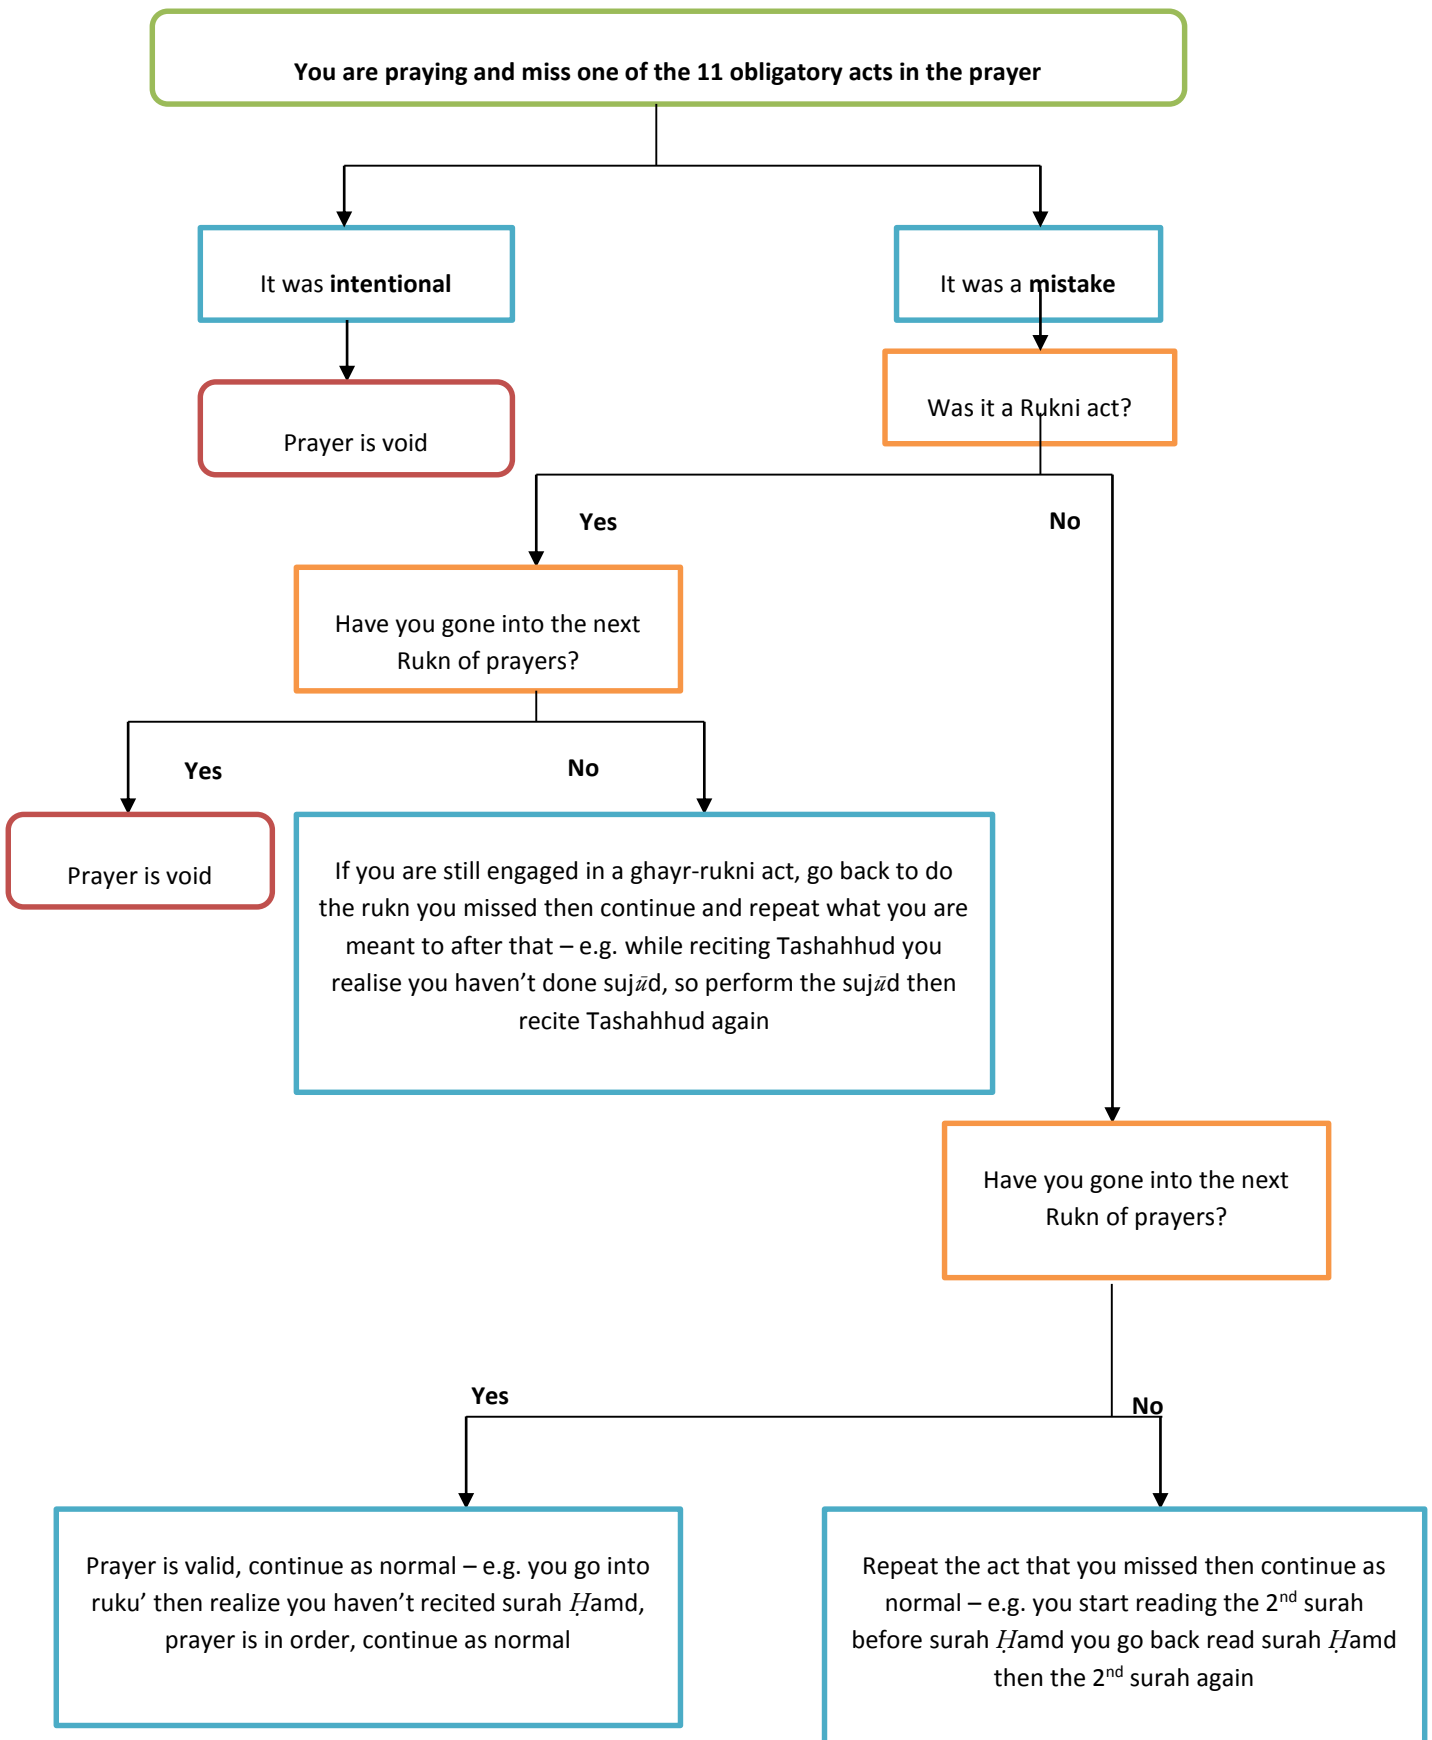 You are praying and miss one of the 11 obligatory acts in the prayer
It was intentional
It was a mistake
Prayer is void
Was it a Rukni act?
Yes
No
Have you gone into the next
Rukn of prayers?
Yes
No
Prayer is void
If you are still engaged in a ghayr-rukni act, go back to do
the rukn you missed then continue and repeat what you are
meant to after that – e.g. while reciting Tashahhud you
realise you haven’t done sujūd, so perform the sujūd then
recite Tashahhud again
Have you gone into the next
Rukn of prayers?
Yes
No
Prayer is valid, continue as normal – e.g. you go into
ruku’ then realize you haven’t recited surah Ḥamd,
prayer is in order, continue as normal
Repeat the act that you missed then continue as
normal – e.g. you start reading the 2nd surah
before surah Ḥamd you go back read surah Ḥamd
then the 2nd surah again